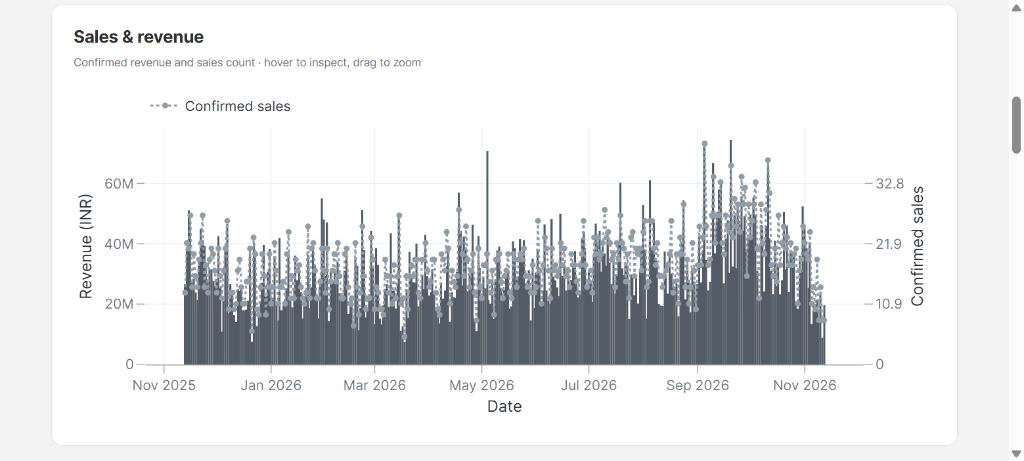 Sales & revenue
Confirmed revenue and sales count · hover to inspect, drag to zoom
Confirmed sales
60M
40M
20M
0
Revenue (INR)
32.8
21.9
10.9
0
Confirmed sales
Nov 2025
Jan 2026
Mar 2026
May 2026
Jul 2026
Sep 2026
Nov 2026
Date